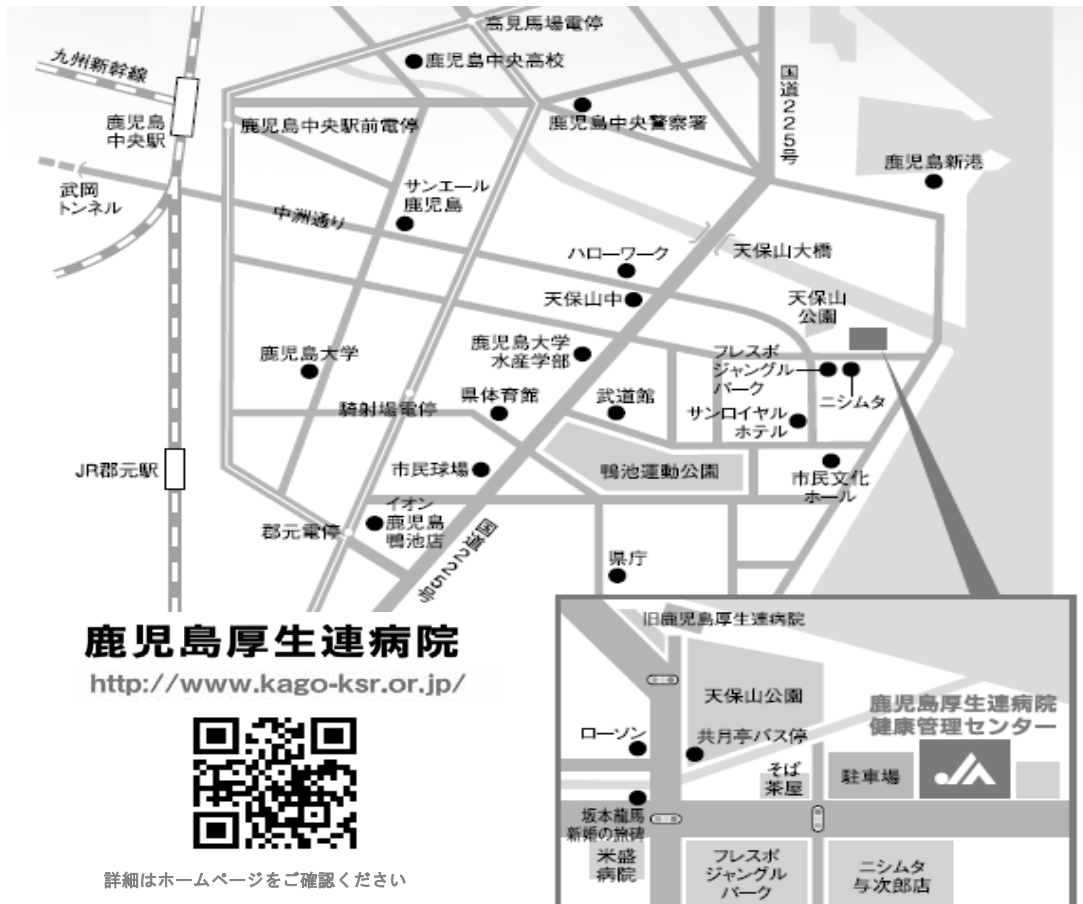 高見馬場電停
九州新幹線
鹿児島中央高校
国道225号
鹿児島
中央駅
鹿児島中央駅前電停
鹿児島中央警察署
鹿児島新港
武岡
トンネル
サンエール
鹿児島
中洲通り
ハローワーク
天保山大橋
天保山中
天保山
公園
鹿児島大学
鹿児島大学
水産学部
フレスポ
ジャングル
パーク
ニシムタ
騎射場電停
県体育館
武道館
サンロイヤル
ホテル
JR郡元駅
市民球場
鴨池運動公園
市民文化
ホール
郡元電停
イオン
鹿児島
鴨池店
国道225号
県庁
鹿児島厚生連病院
http://www.kago-ksr.or.jp/
詳細はホームページをご確認ください
旧鹿児島厚生連病院
天保山公園
鹿児島厚生連病院
健康管理センター
ローソン
共月亭バス停
そば
茶屋
駐車場
坂本龍馬
新婚の旅碑
米盛
病院
フレスポ
ジャングル
パーク
ニシムタ
与次郎店